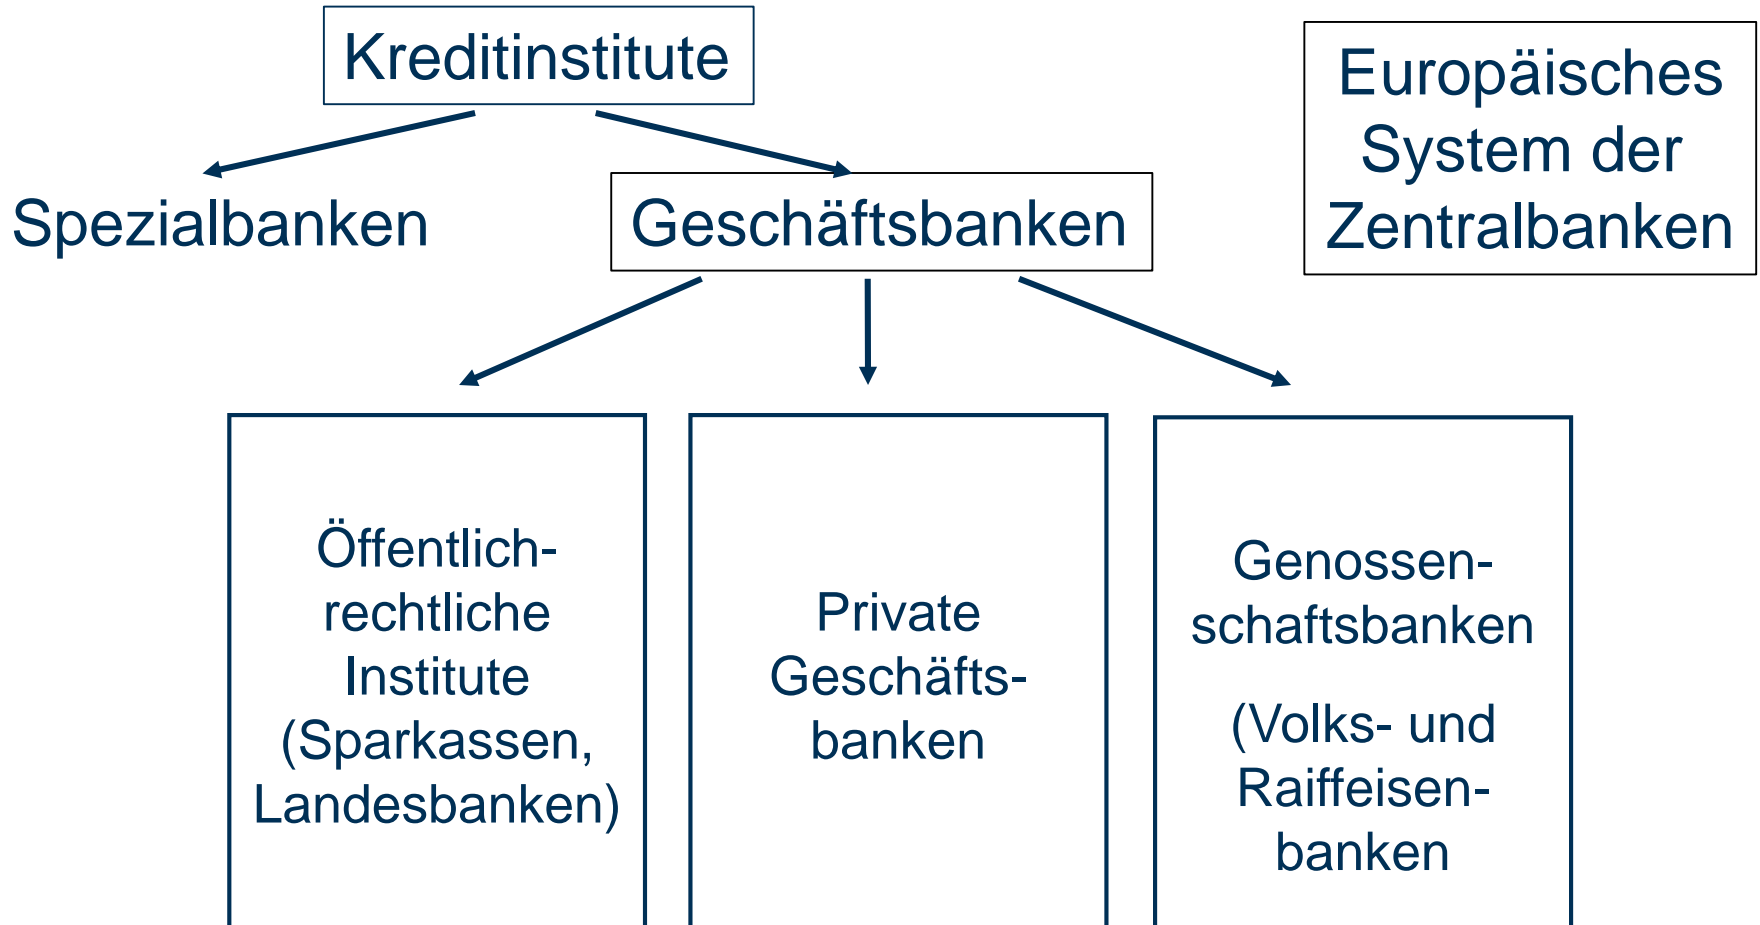 Kreditinstitute
Europäisches
System der
Zentralbanken
Spezialbanken
Geschäftsbanken
Öffentlich-
rechtliche
Institute
(Sparkassen,
Landesbanken)
Private
Geschäfts-
banken
Genossen-
schaftsbanken
(Volks- und
Raiffeisen-
banken